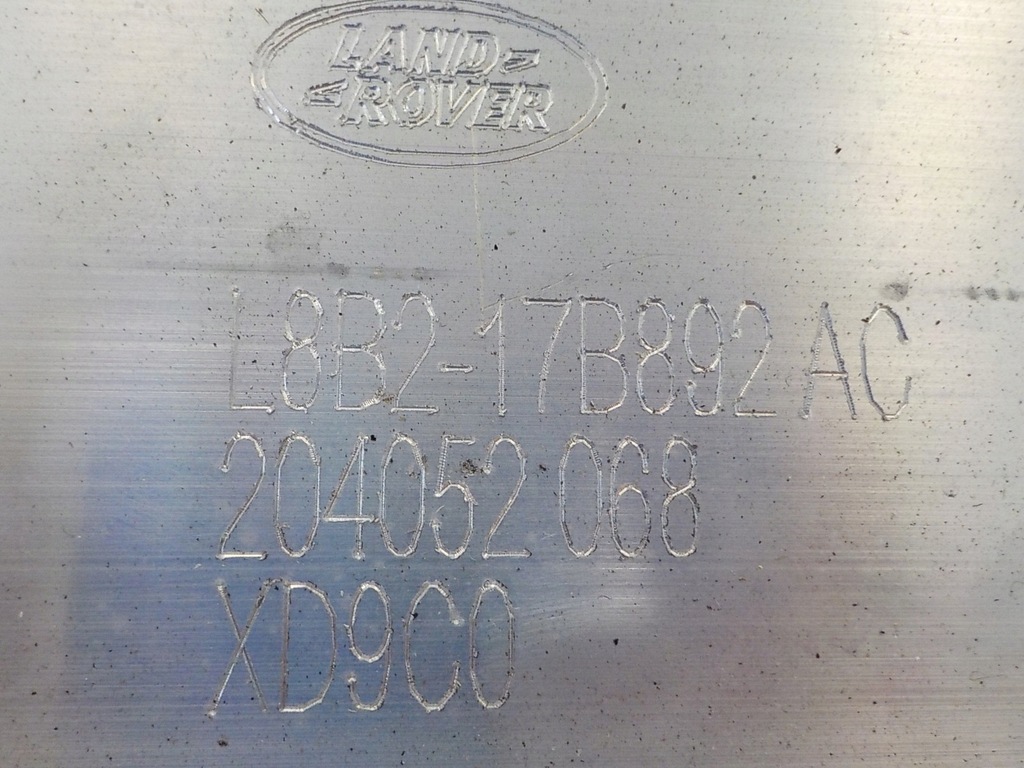 LAND
ROVER
L8B2-17B892 AC
204052 068
XD9C0